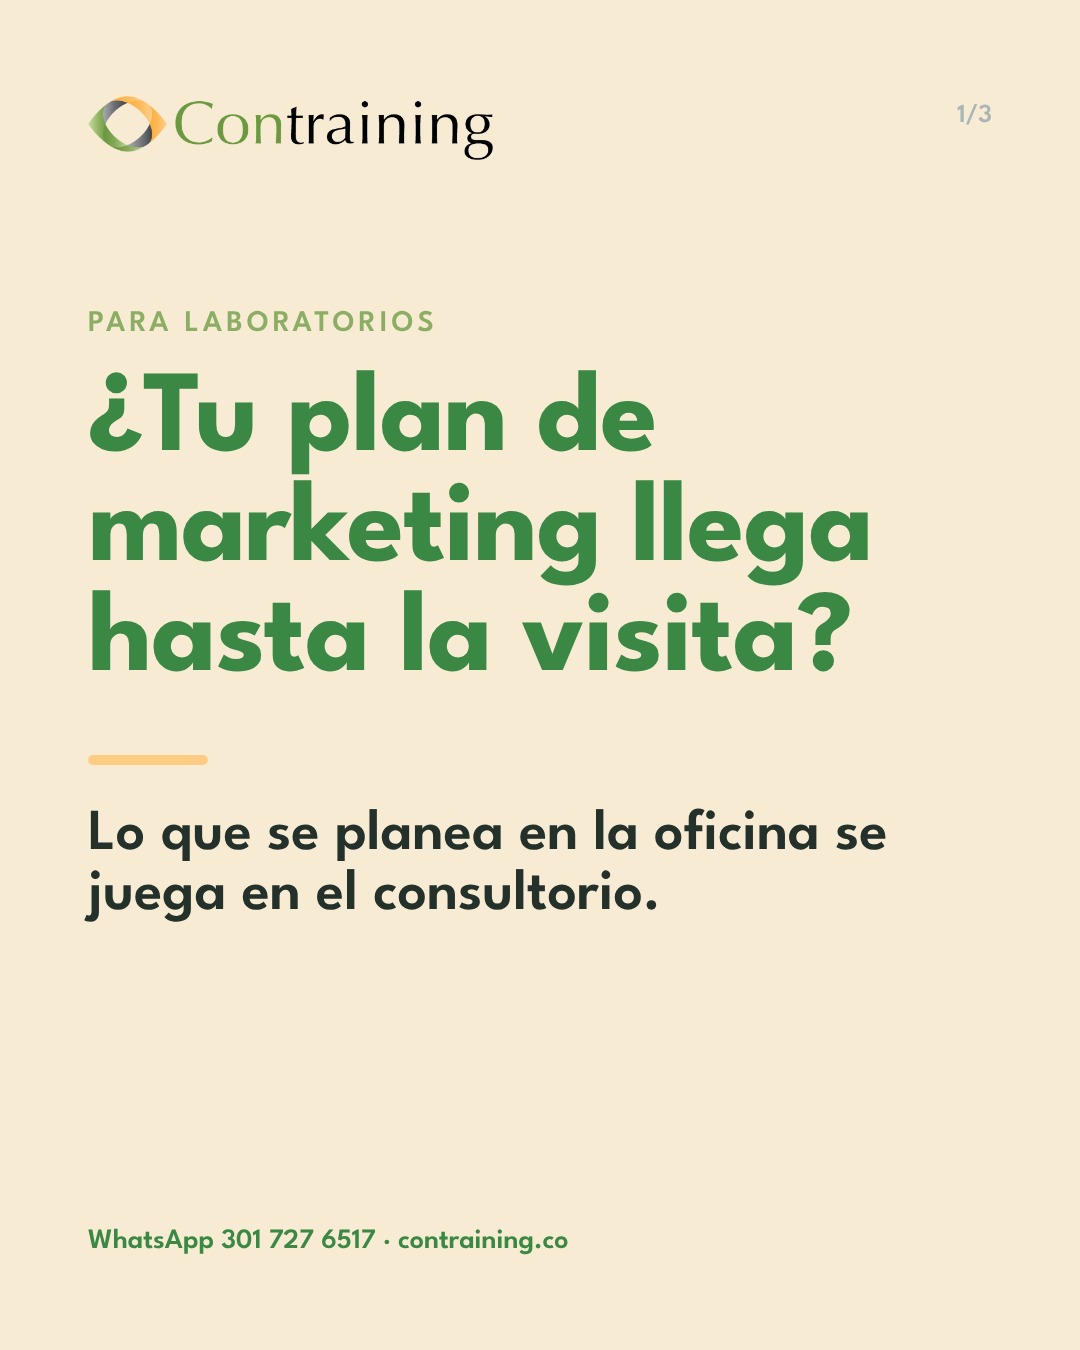 Contraining
1/3
PARA LABORATORIOS
¿Tu plan de
marketing llega
hasta la visita?
Lo que se planea en la oficina se
juega en el consultorio.
WhatsApp 301 727 6517 · contraining.co